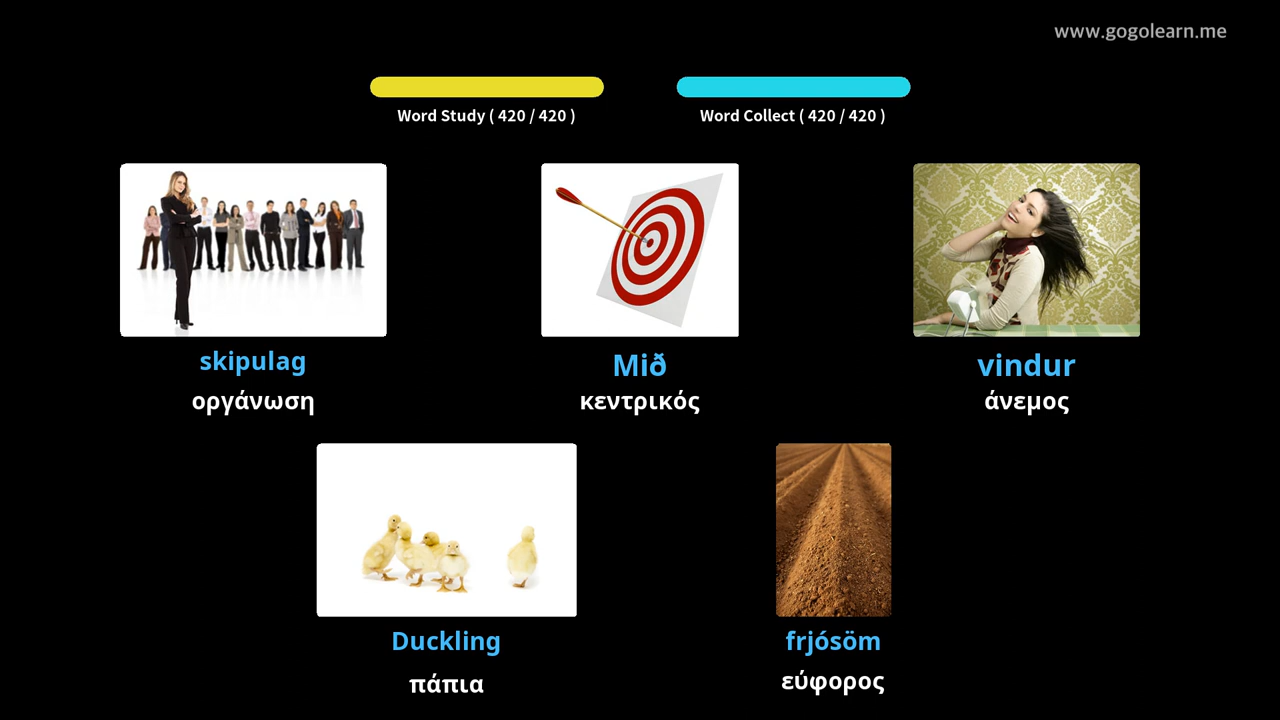 www.gogolearn.me
Word Study ( 420 / 420 )
Word Collect ( 420 / 420 )
skipulag
οργάνωση
Mið
κεντρικός
vindur
άνεμος
Duckling
πάπια
frjósöm
εύφορος